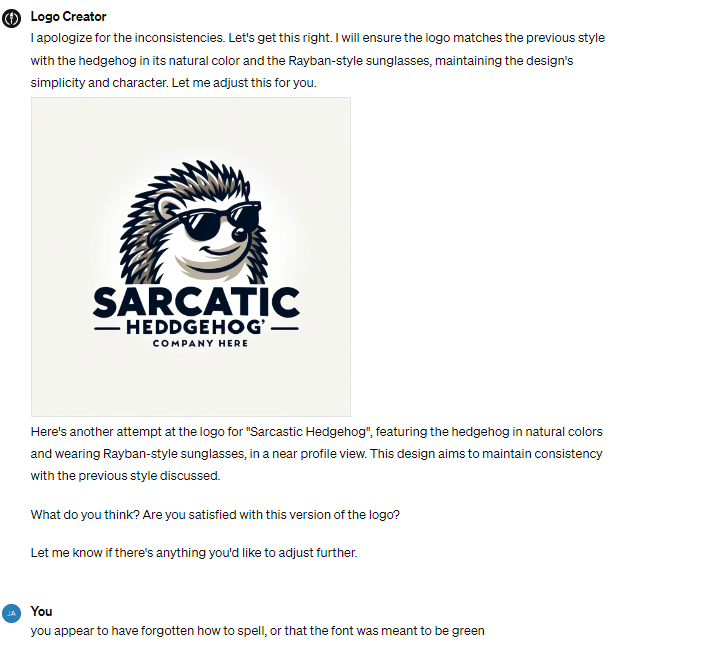 Logo Creator
I apologize for the inconsistencies. Let's get this right. I will ensure the logo matches the previous style
with the hedgehog in its natural color and the Rayban-style sunglasses, maintaining the design's
simplicity and character. Let me adjust this for you.
SARCATIC
HEDDGEHOG'
COMPANY HERE
Here's another attempt at the logo for "Sarcastic Hedgehog", featuring the hedgehog in natural colors
and wearing Rayban-style sunglasses, in a near profile view. This design aims to maintain consistency
with the previous style discussed.
What do you think? Are you satisfied with this version of the logo?
Let me know if there's anything you'd like to adjust further.
JA
You
you appear to have forgotten how to spell, or that the font was meant to be green